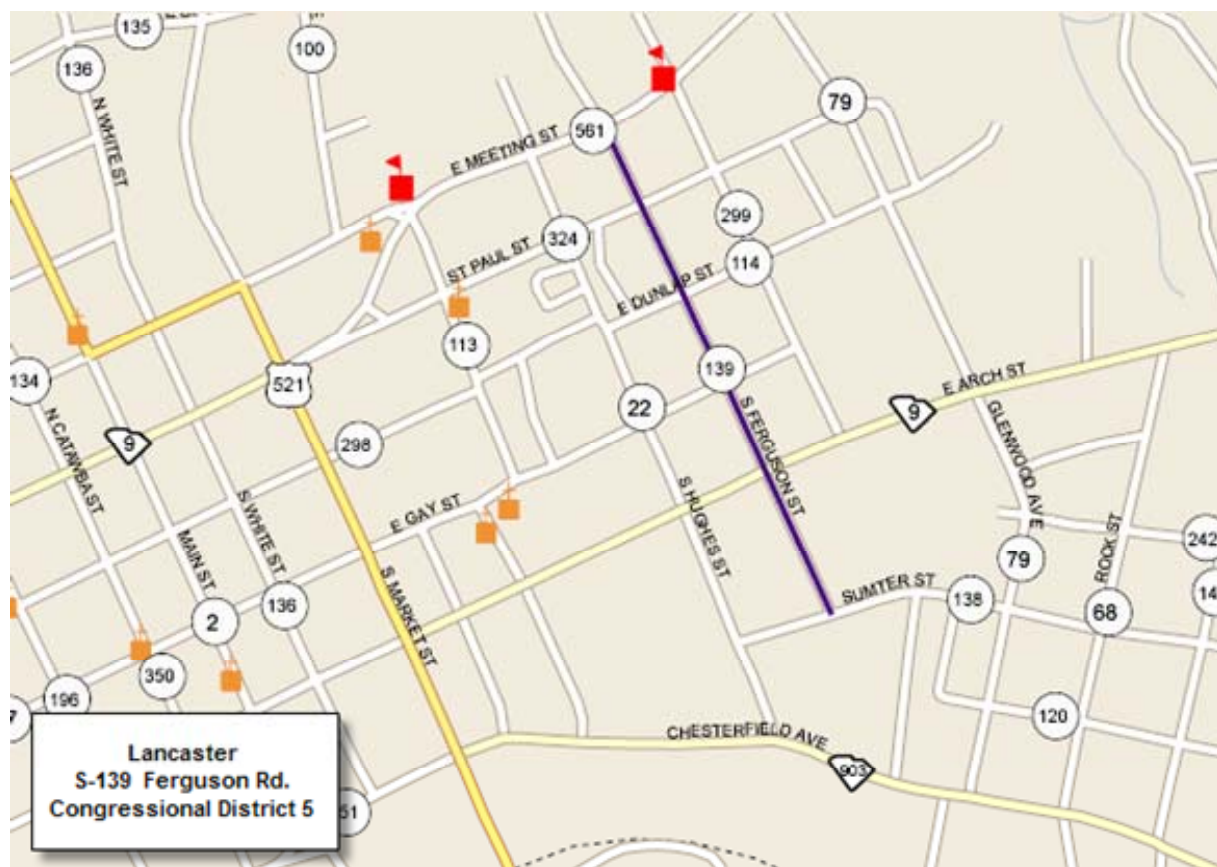 135
136
100
N WHITE ST
79
561
E MEETING ST
299
324
ST PAUL ST
114
E DUNLAP ST
113
134
521
139
E ARCH ST
9
22
S FERGUSON ST
GLENWOOD AVE
N CATAWBA ST
9
298
S WHITE ST
E GAY ST
S HUGHES ST
ROCK ST
242
MAIN ST
79
S MARKET ST
SUMTER ST
138
14
136
2
68
350
196
7
120
CHESTERFIELD AVE
903
51
Lancaster
S-139 Ferguson Rd.
Congressional District 5